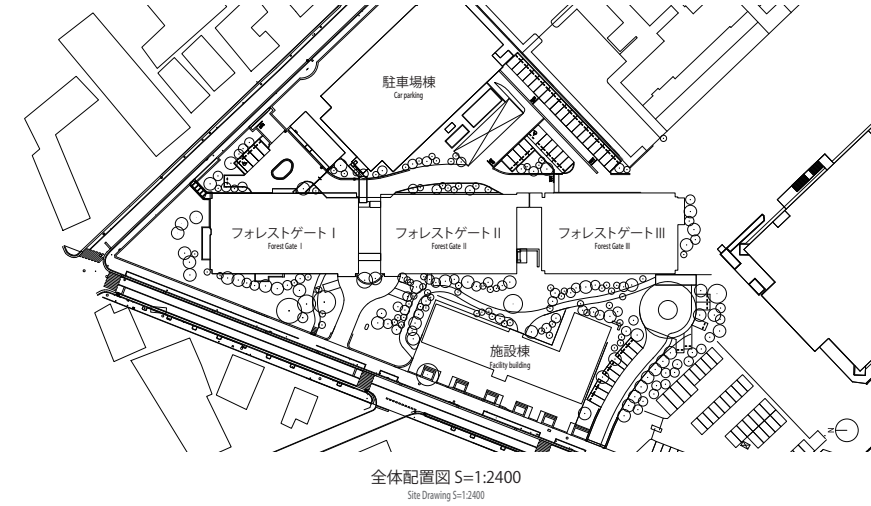 駐車場棟
Car parking
フォレストゲート I
Forest Gate I
フォレストゲート II
Forest Gate II
フォレストゲート III
Forest Gate III
施設棟
Facility building
N
全体配置図 S=1:2400
Site Drawing S=1:2400